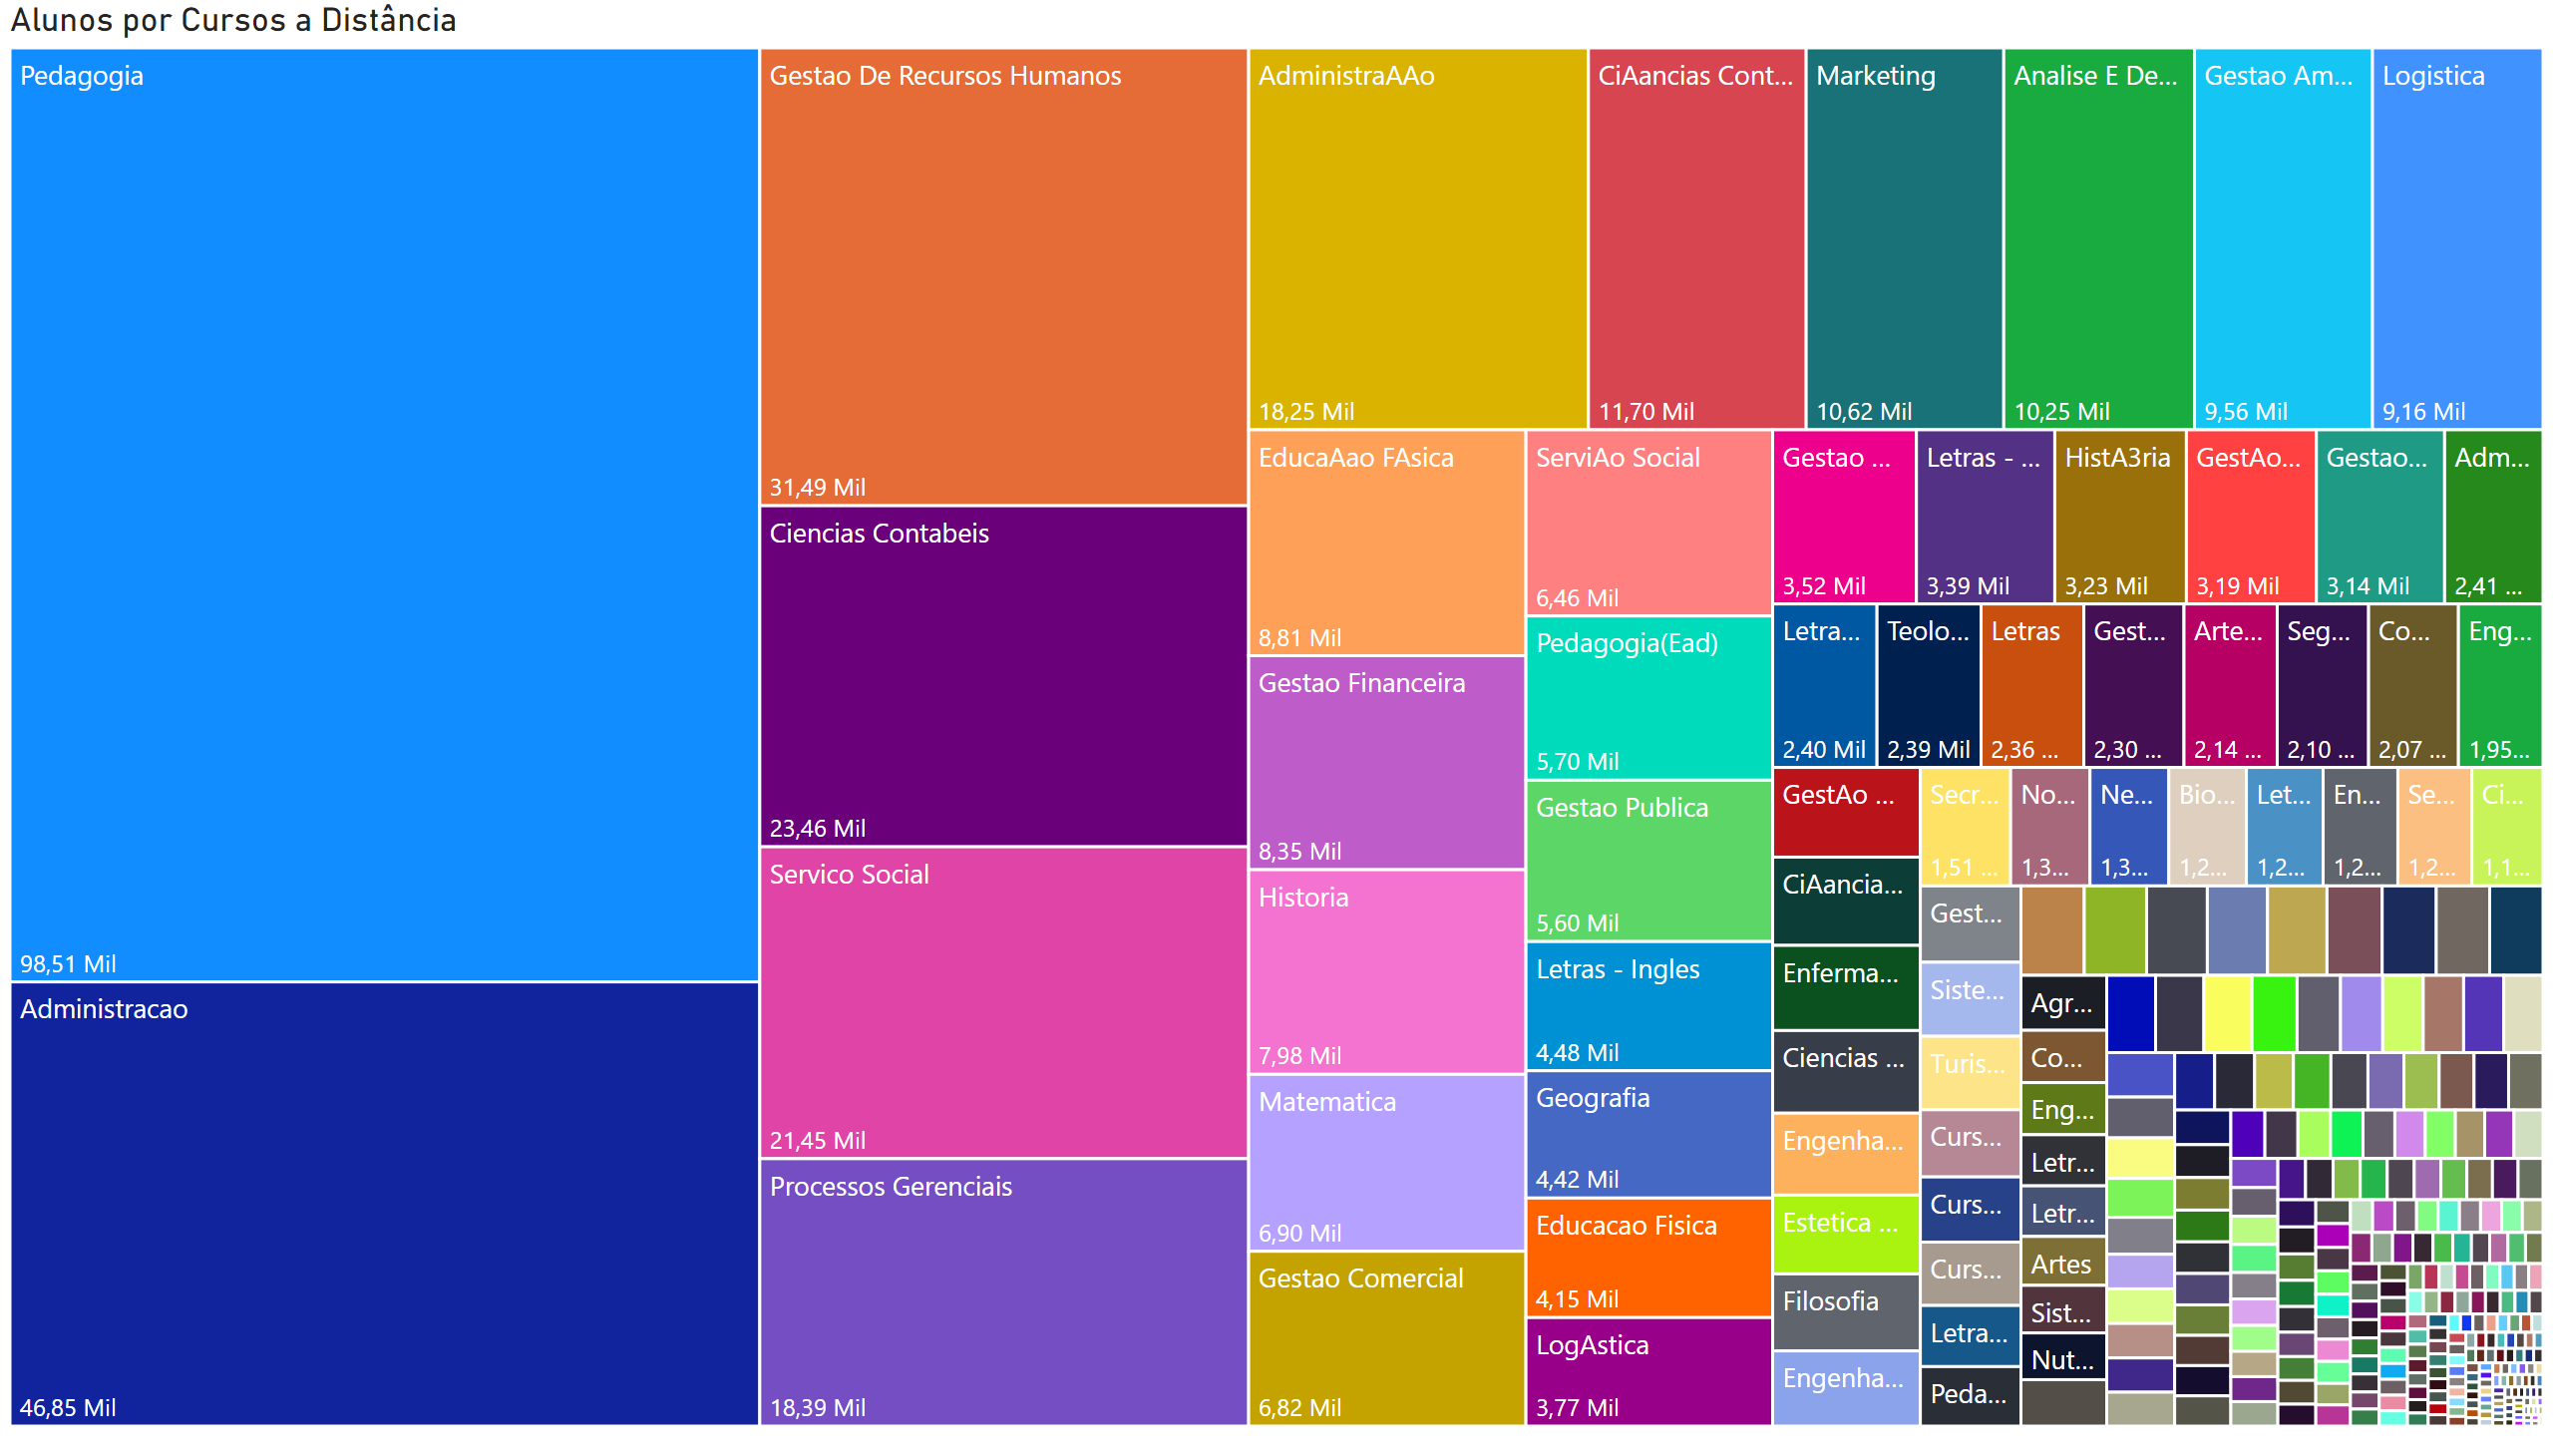 Alunos por Cursos a Distância
Pedagogia
98,51 Mil
Administracao
46,85 Mil
Gestao De Recursos Humanos
31,49 Mil
Ciencias Contabeis
23,46 Mil
Servico Social
21,45 Mil
Processos Gerenciais
18,39 Mil
AdministraAAo
18,25 Mil
CiAancias Cont...
11,70 Mil
Marketing
10,62 Mil
Analise E De...
10,25 Mil
Gestao Am...
9,56 Mil
Logistica
9,16 Mil
EducaAao FAsica
8,81 Mil
Gestao Financeira
8,35 Mil
Historia
7,98 Mil
Matematica
6,90 Mil
Gestao Comercial
6,82 Mil
ServiAo Social
6,46 Mil
Pedagogia(Ead)
5,70 Mil
Gestao Publica
5,60 Mil
Letras - Ingles
4,48 Mil
Geografia
4,42 Mil
Educacao Fisica
4,15 Mil
LogAstica
3,77 Mil
Gestao ...
3,52 Mil
Letras - ...
3,39 Mil
HistA3ria
3,23 Mil
GestAo...
3,19 Mil
Gestao...
3,14 Mil
Adm...
2,41 ...
Letra...
2,40 Mil
Teolo...
2,39 Mil
Letras
2,36 ...
Gest...
2,30 ...
Arte...
2,14 ...
Seg...
2,10 ...
Co...
2,07 ...
Eng...
1,95...
GestAo ...
CiAancia...
Enferma...
Ciencias ...
Engenha...
Estetica ...
Filosofia
Engenha...
Secr...
1,51 ...
No...
1,3...
Ne...
1,3...
Bio...
1,2...
Let...
1,2...
En...
1,2...
Se...
1,2...
Ci...
1,1...
Gest...
Siste...
Turis...
Curs...
Curs...
Curs...
Letra...
Peda...
Agr...
Co...
Eng...
Letr...
Letr...
Artes
Sist...
Nut...